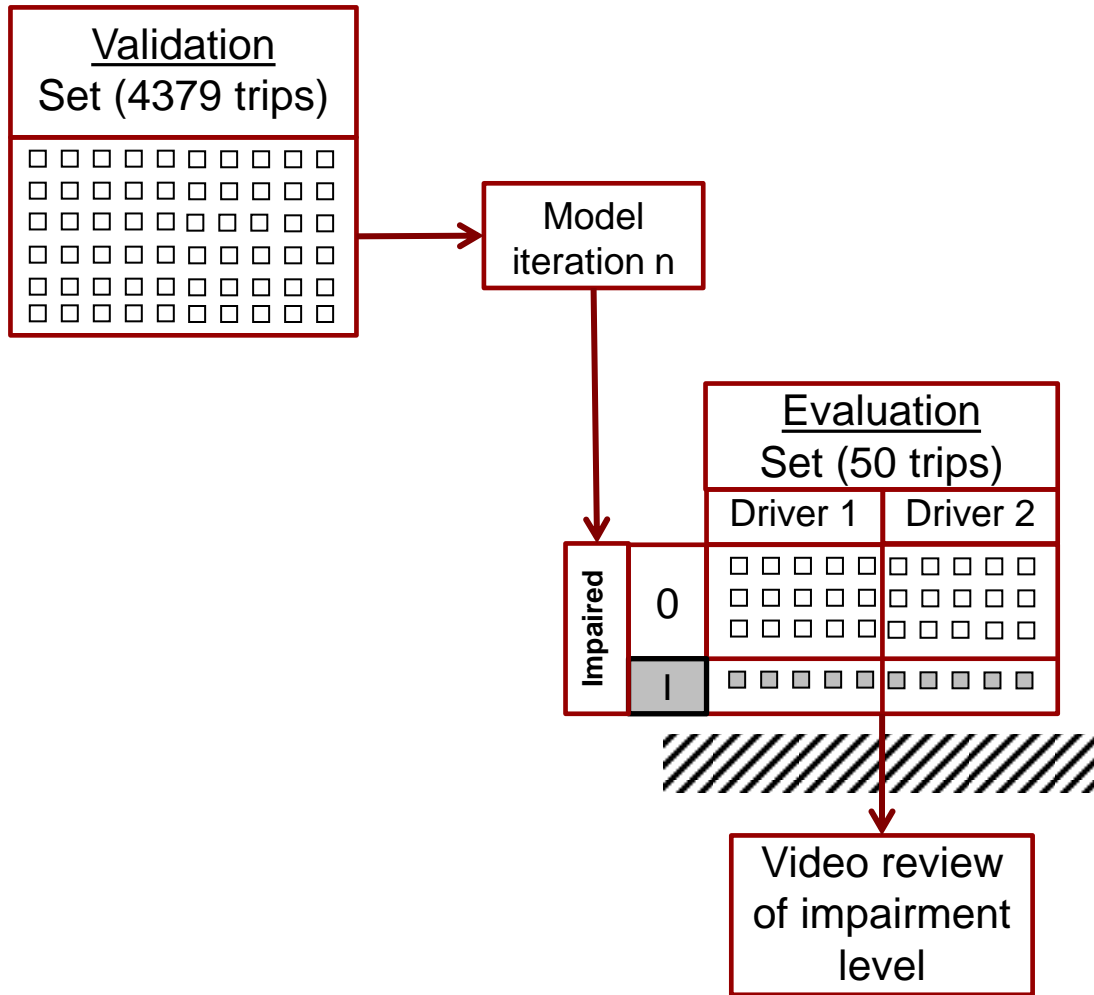 Validation
Set (4379 trips)
Model
iteration n
Evaluation
Set (50 trips)
Driver 1
Driver 2
Impaired
0
I
Video review
of impairment
level